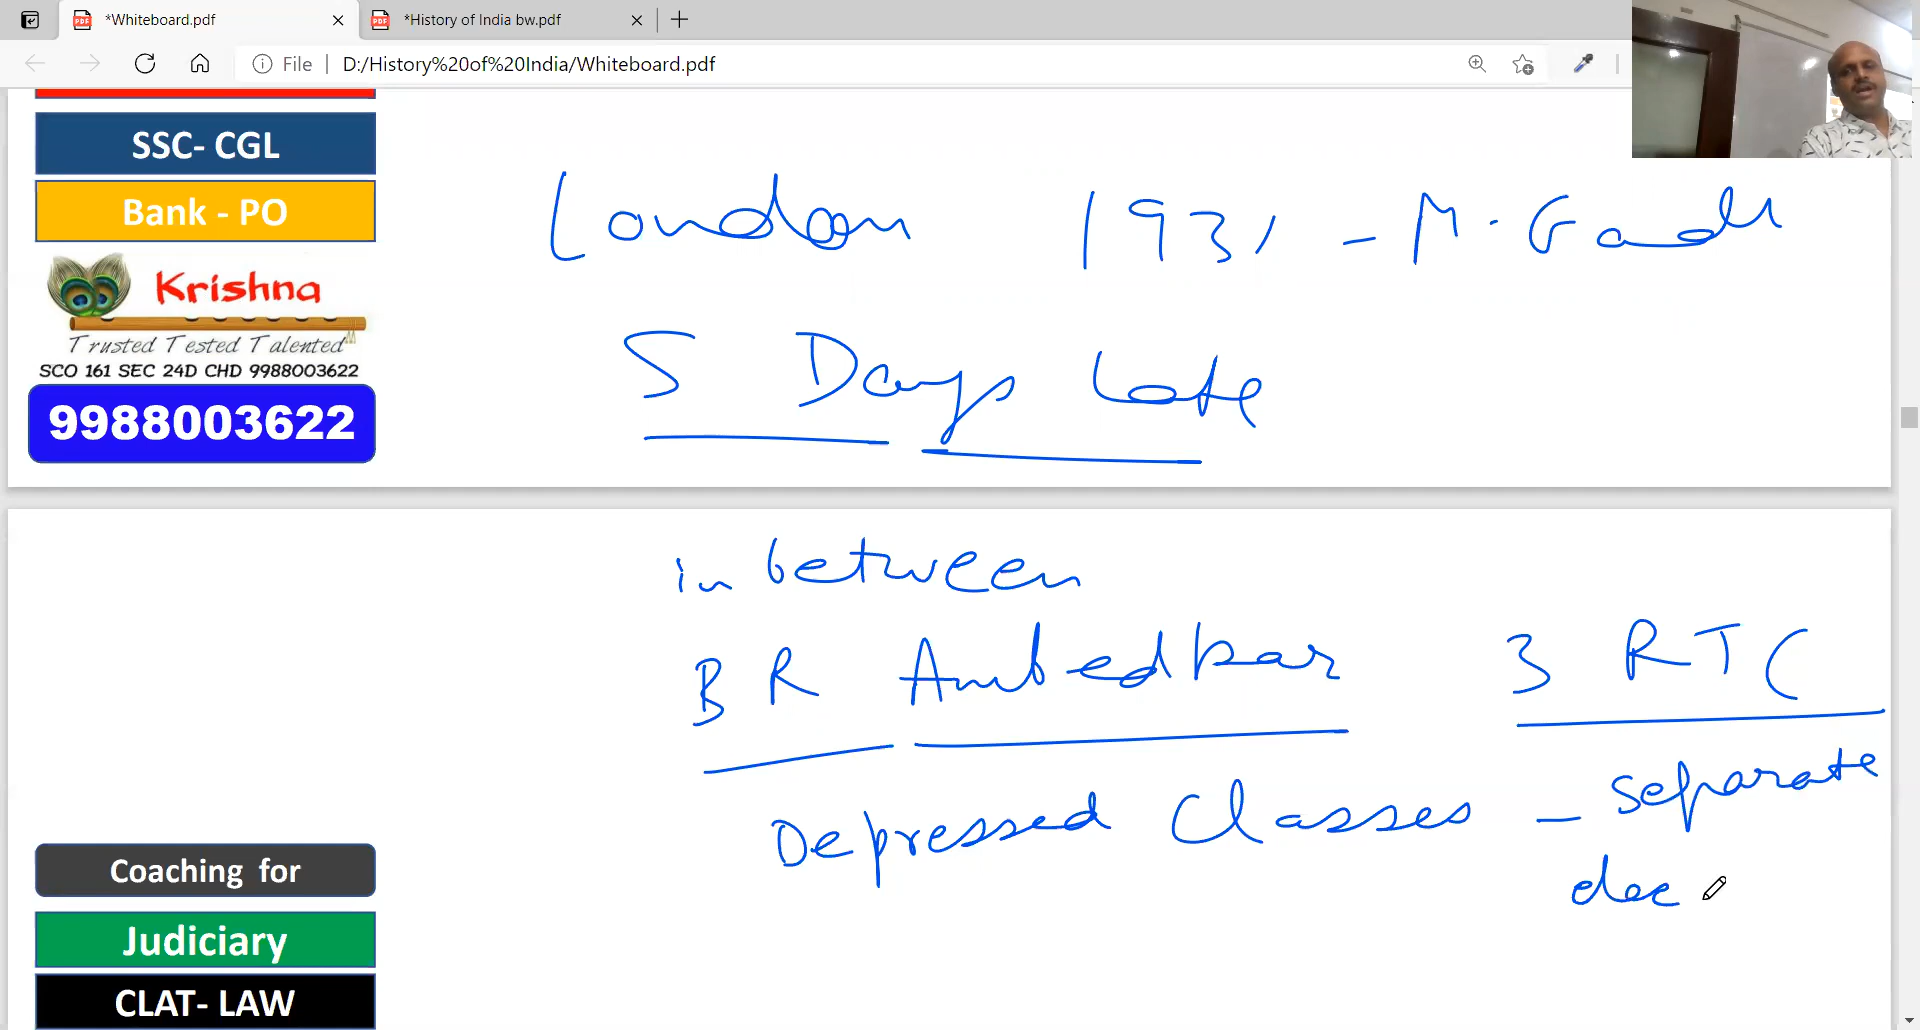 *Whiteboard.pdf
*History of India bw.pdf
File
D:/History%20of%20India/Whiteboard.pdf
SSC- CGL
Bank - PO
Krishna
Trusted Tested Talented
SCO 161 SEC 24D CHD 9988003622
9988003622
London 1931 - M. Gandhi
5 Days Late
in between
BR Ambedkar 3 RTC
Depressed Classes - separate
Coaching for
Judiciary
CLAT- LAW